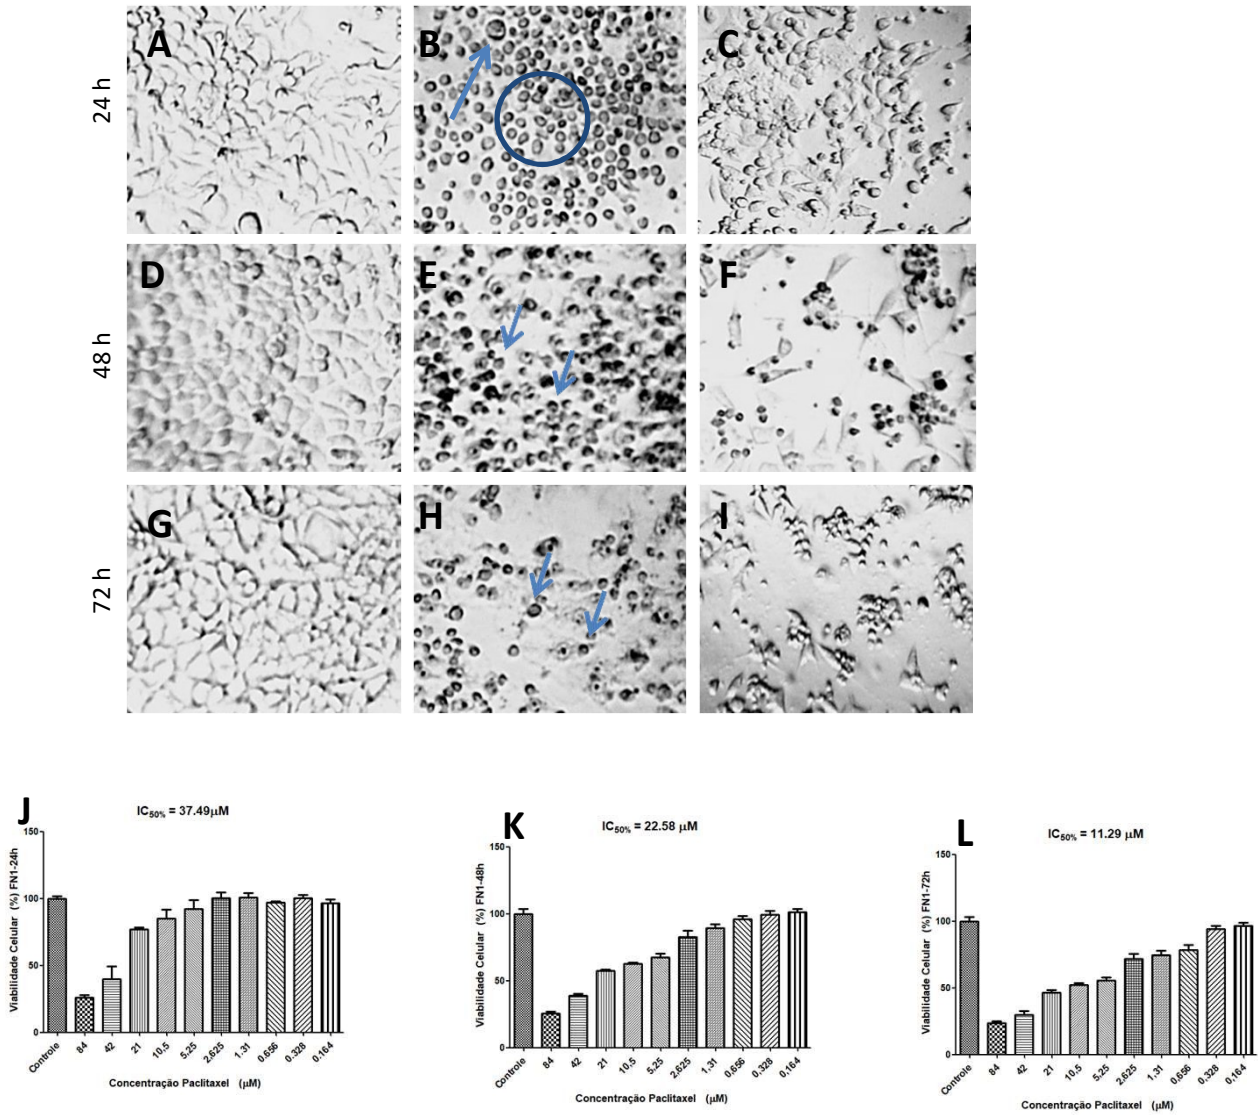 24 h
A
B
C
48 h
D
E
F
72 h
G
H
I
J
IC50% = 37.49μM
Viabilidade Celular (%) FN1-24h
150
100
50
0
Controle
84
42
21
10.5
5.25
2.625
1.31
0.656
0.328
0.164
Concentração Paclitaxel (μM)
K
IC50% = 22.58 μM
Viabilidade Celular (%) FN1-48h
150
100
50
0
Controle
84
42
21
10,5
5.25
2.625
1.31
0.656
0.328
0.164
Concentração Paclitaxel (μM)
L
IC50% = 11.29 μM
Viabilidade Celular (%) FN1-72h
150
100
50
0
Controle
84
42
21
10.5
5.25
2.625
1,31
0,656
0,328
0,164
Concentração Paclitaxel (μM)